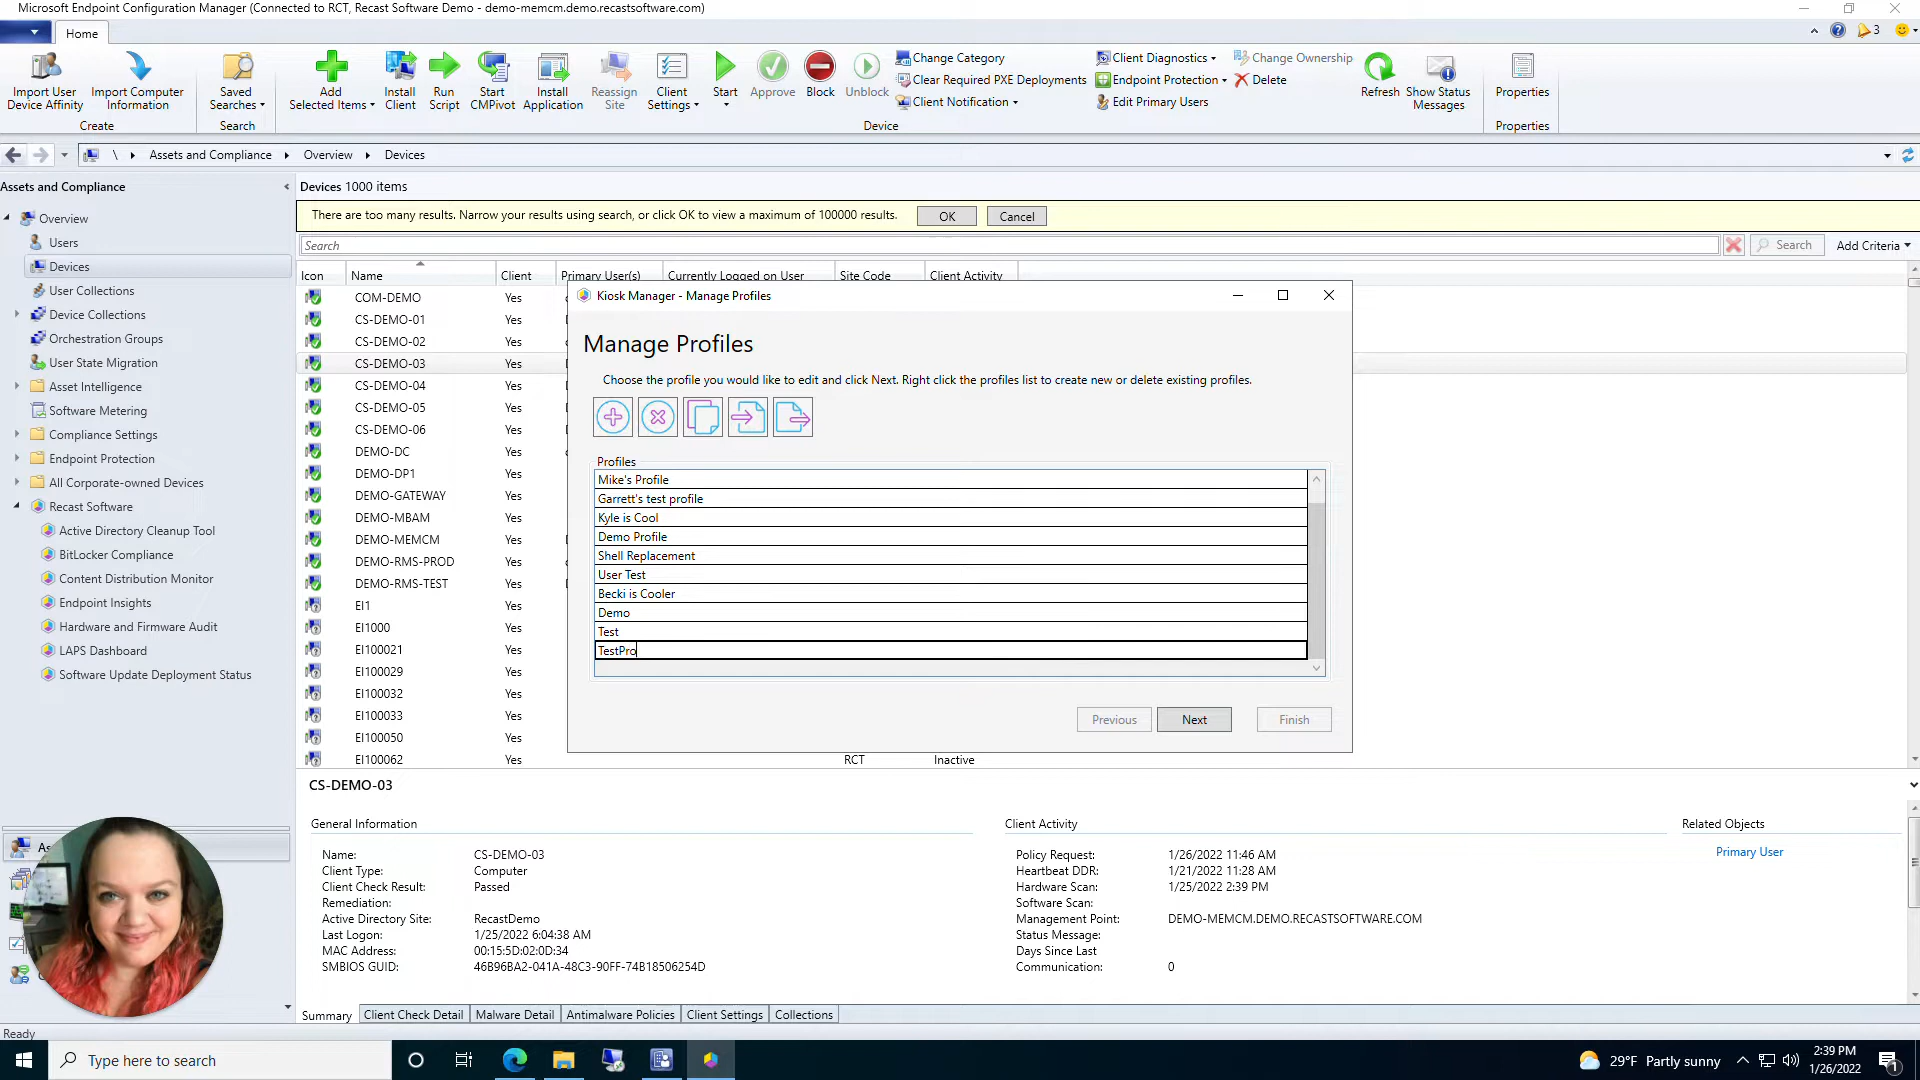 Microsoft Endpoint Configuration Manager (Connected to RCT, Recast Software Demo - demo-memcm.demo.recastsoftware.com)
Home
3
Import User Device Affinity
Import Computer Information
Saved Searches
Add Selected Items
Install Client
Run Script
Start CMPivot
Install Application
Reassign Site
Client Settings
Start
Approve
Block
Unblock
Change Category
Clear Required PXE Deployments
Client Notification
Client Diagnostics
Endpoint Protection
Edit Primary Users
Change Ownership
Delete
Refresh
Show Status Messages
Properties
Create
Search
Device
Properties
\ Assets and Compliance Overview Devices
Assets and Compliance
Overview
Users
Devices
User Collections
Device Collections
Orchestration Groups
User State Migration
Asset Intelligence
Software Metering
Compliance Settings
Endpoint Protection
All Corporate-owned Devices
Recast Software
Active Directory Cleanup Tool
BitLocker Compliance
Content Distribution Monitor
Endpoint Insights
Hardware and Firmware Audit
LAPS Dashboard
Software Update Deployment Status
Devices 1000 items
There are too many results. Narrow your results using search, or click OK to view a maximum of 100000 results. OK Cancel
Search Search Add Criteria
Icon Name Client Primary User(s) Currently Logged on User Site Code Client Activity
COM-DEMO Yes
CS-DEMO-01 Yes
CS-DEMO-02 Yes
CS-DEMO-03 Yes
CS-DEMO-04 Yes
CS-DEMO-05 Yes
CS-DEMO-06 Yes
DEMO-DC Yes
DEMO-DP1 Yes
DEMO-GATEWAY Yes
DEMO-MBAM Yes
DEMO-MEMCM Yes
DEMO-RMS-PROD Yes
DEMO-RMS-TEST Yes
EI1 Yes
EI1000 Yes
EI100021 Yes
EI100029 Yes
EI100032 Yes
EI100033 Yes
EI100050 Yes
EI100062 Yes RCT Inactive
Kiosk Manager - Manage Profiles
Manage Profiles
Choose the profile you would like to edit and click Next. Right click the profiles list to create new or delete existing profiles.
Profiles
Mike's Profile
Garrett's test profile
Kyle is Cool
Demo Profile
Shell Replacement
User Test
Becki is Cooler
Demo
Test
TestPro
Previous Next Finish
CS-DEMO-03
General Information
Name: CS-DEMO-03
Client Type: Computer
Client Check Result: Passed
Remediation:
Active Directory Site: RecastDemo
Last Logon: 1/25/2022 6:04:38 AM
MAC Address: 00:15:5D:02:0D:34
SMBIOS GUID: 46B96BA2-041A-48C3-90FF-74B18506254D
Client Activity
Policy Request: 1/26/2022 11:46 AM
Heartbeat DDR: 1/21/2022 11:28 AM
Hardware Scan: 1/25/2022 2:39 PM
Software Scan:
Management Point: DEMO-MEMCM.DEMO.RECASTSOFTWARE.COM
Status Message:
Days Since Last
Communication: 0
Related Objects
Primary User
Summary Client Check Detail Malware Detail Antimalware Policies Client Settings Collections
Ready
Type here to search
29°F Partly sunny
2:39 PM
1/26/2022
1